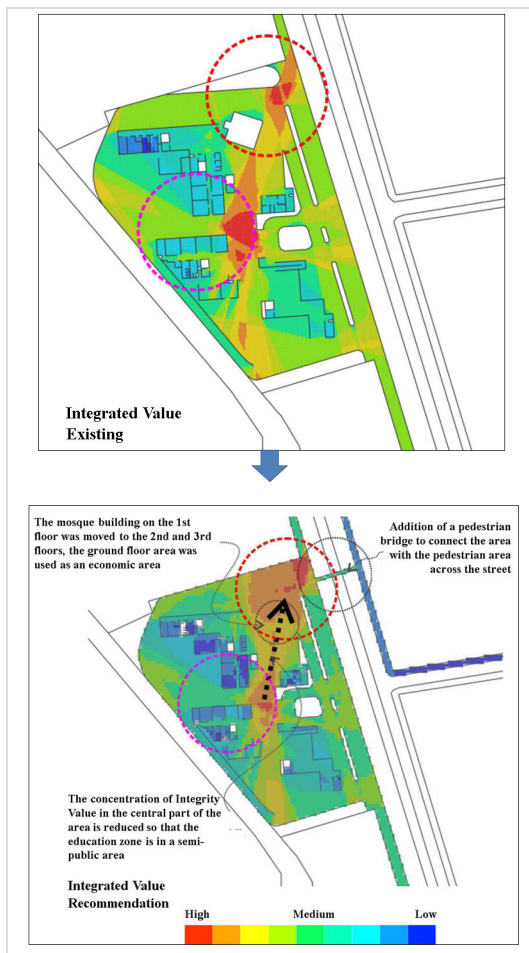 Integrated Value
Existing
The mosque building on the 1st
floor was moved to the 2nd and 3rd
floors, the ground floor area was
used as an economic area
Addition of a pedestrian
bridge to connect the area
with the pedestrian area
across the street
The concentration of Integrity
Value in the central part of the
area is reduced so that the
education zone is in a semi-
public area
Integrated Value
Recommendation
High Medium Low